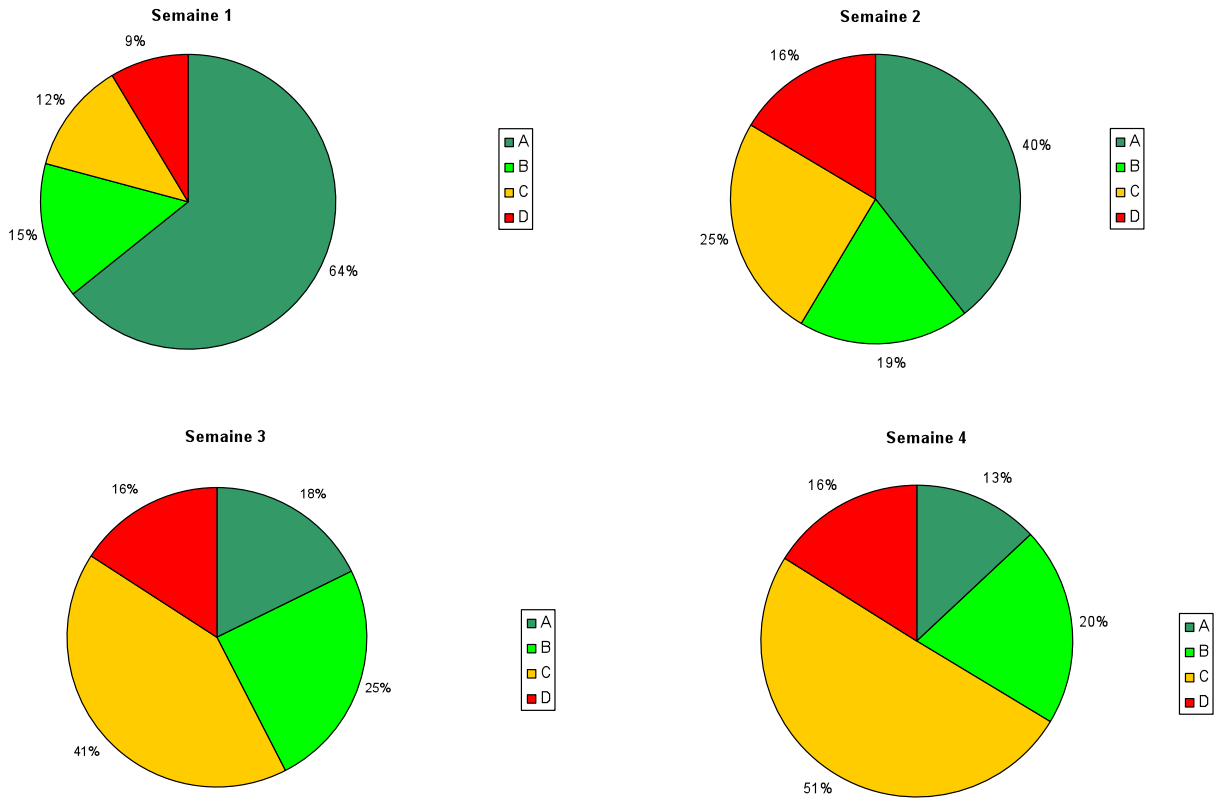 Semaine 1
9%
12%
15%
64%
A
B
C
D
Semaine 2
16%
40%
25%
19%
A
B
C
D
Semaine 3
16%
18%
25%
41%
A
B
C
D
Semaine 4
16%
13%
20%
51%
A
B
C
D